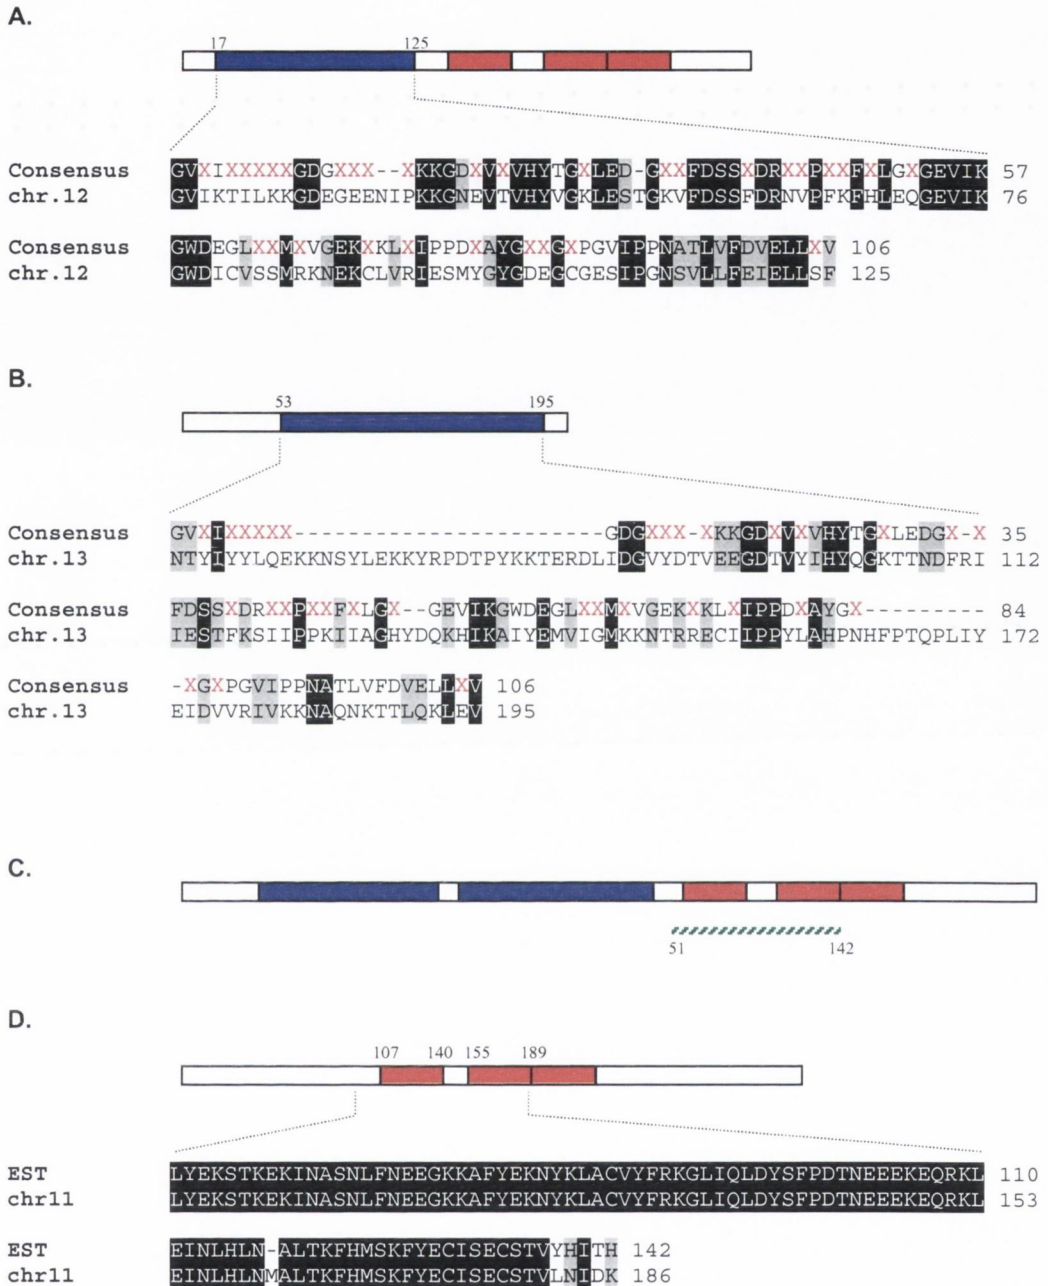 A.
17 125
Consensus GVXIXXXXXGDGXXX--XKKGDXVXVHYTGXLED-GXXFDSSXDRXXPXXFXLGXGEVIK 57
chr.12 GVIKTILKKGDEGEENIPKKGNEVTVHYVGKLESTGKVFDSSFDRNVPFKFHLEQGEVIK 76
Consensus GWDEGLXXMXVGEKXKLXIPPDXAYGXXGXPGVIPPNATLVFDVELLXV 106
chr.12 GWDICVSSMRKNEKCLVRIESMYGYGDEGCGESIPGNSVLLFEIELLSF 125
B.
53 195
Consensus GVXIXXXXX-----------------------GDGXXX-XKKGDXVXVHYTGXLEDGX-X 35
chr.13 NTYLYYLQEKKNSYLEKKYRPDTPYKKTERDLIDGVYDTVEEGDTVYIHYQGKTTNDFRI 112
Consensus FDSSXDRXXPXXFXLGX--GEVIKGWDEGLXXMXVGEKXKLXIPPDXAYGX--------- 84
chr.13 IESTFKSIIPPKIIAGHYDQKHIKAIYEMVIGMKKNTRRECIIPPYLAHPNHFPTQPLIY 172
Consensus -XGXPGVIPPNATLVFDVELLXV 106
chr.13 EIDVVRIVKKNAQNKTTLQKLEV 195
C.
51 142
D.
107 140 155 189
EST LYEKSTKEKINASNLFNEEGKKAFYEKNYKLACVYFRKGLIQLDYSFPDTNEEEKEQRKL 110
chr11 LYEKSTKEKINASNLFNEEGKKAFYEKNYKLACVYFRKGLIQLDYSFPDTNEEEKEQRKL 153
EST EINLHLN-ALTKFHMSKFYECISECSTVYHITH 142
chr11 EINLHLNMALTKFHMSKFYECISECSTVLNIDK 186